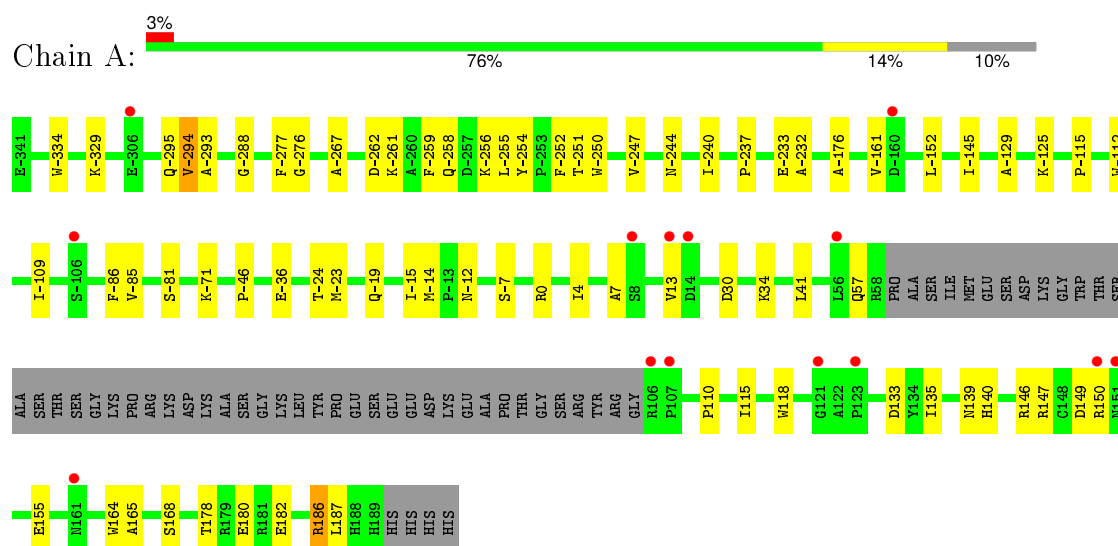 3%
Chain A:
76% 14% 10%
E-341 W-334 K-329 E-306 Q-295 V-294 A-293 G-288 F-277 G-276 A-267 D-262 K-261 A-260 F-259 Q-258 D-257 K-256 L-255 Y-254 P-253 F-252 T-251 W-250 V-247 N-244 I-240 P-237 E-233 A-232 A-176 V-161 D-160 L-152 I-145 A-129 K-125 P-115 W-112
I-109 S-106 F-86 V-85 S-81 K-71 P-46 E-36 T-24 M-23 Q-19 I-15 M-14 P-13 N-12 S-7 R0 I4 A7 S8 V13 D14 D30 K34 L41 L56 Q57 R58 PRO ALA SER ILE MET GLU SER ASP LYS GLY TRP THR SER
ALA SER THR SER GLY LYS PRO ARG LYS ASP LYS ALA SER GLY LYS LEU TYR PRO GLU SER GLU GLU ASP LYS GLU ALA PRO THR GLY SER ARG TYR ARG GLY R106 P107 P110 I115 W118 G121 A122 P123 D133 Y134 I135 N139 H140 R146 R147 C148 D149 R150 N151
E155 N161 W164 A165 S168 T178 R179 E180 R181 E182 R186 L187 H188 H189 HIS HIS HIS HIS